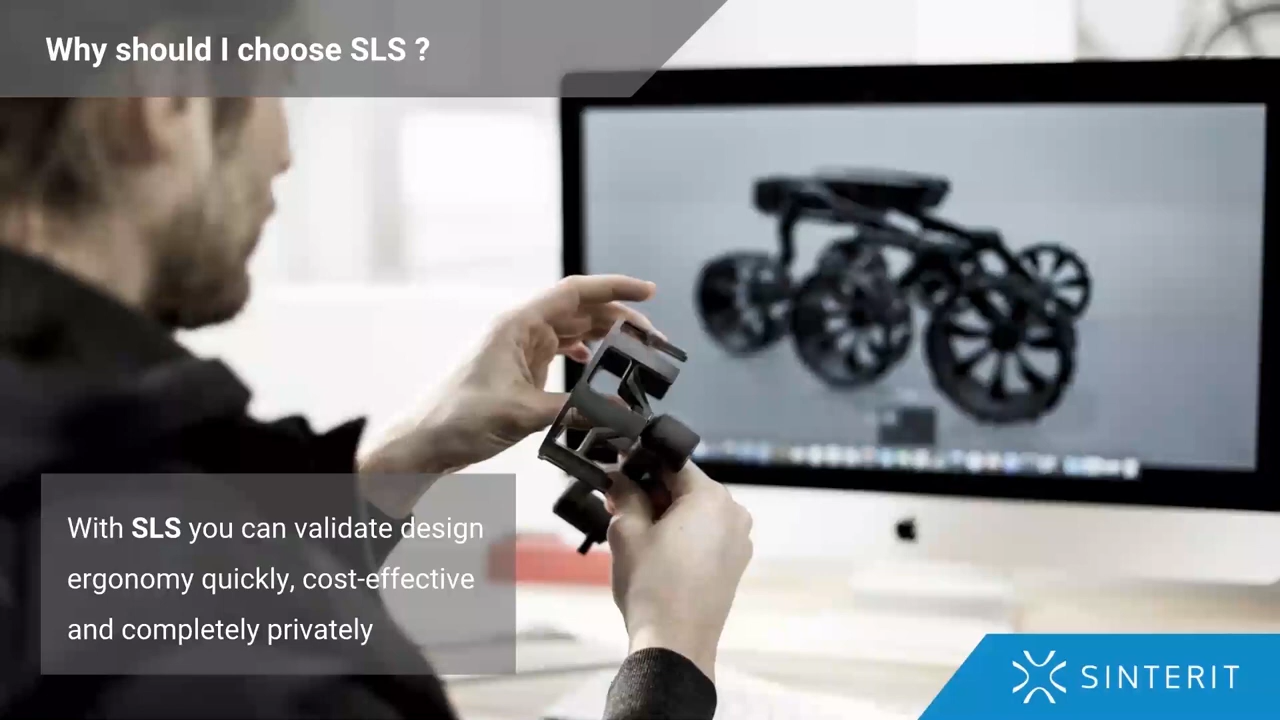 Why should I choose SLS ?
With SLS you can validate design
ergonomy quickly, cost-effective
and completely privately
SINTERIT